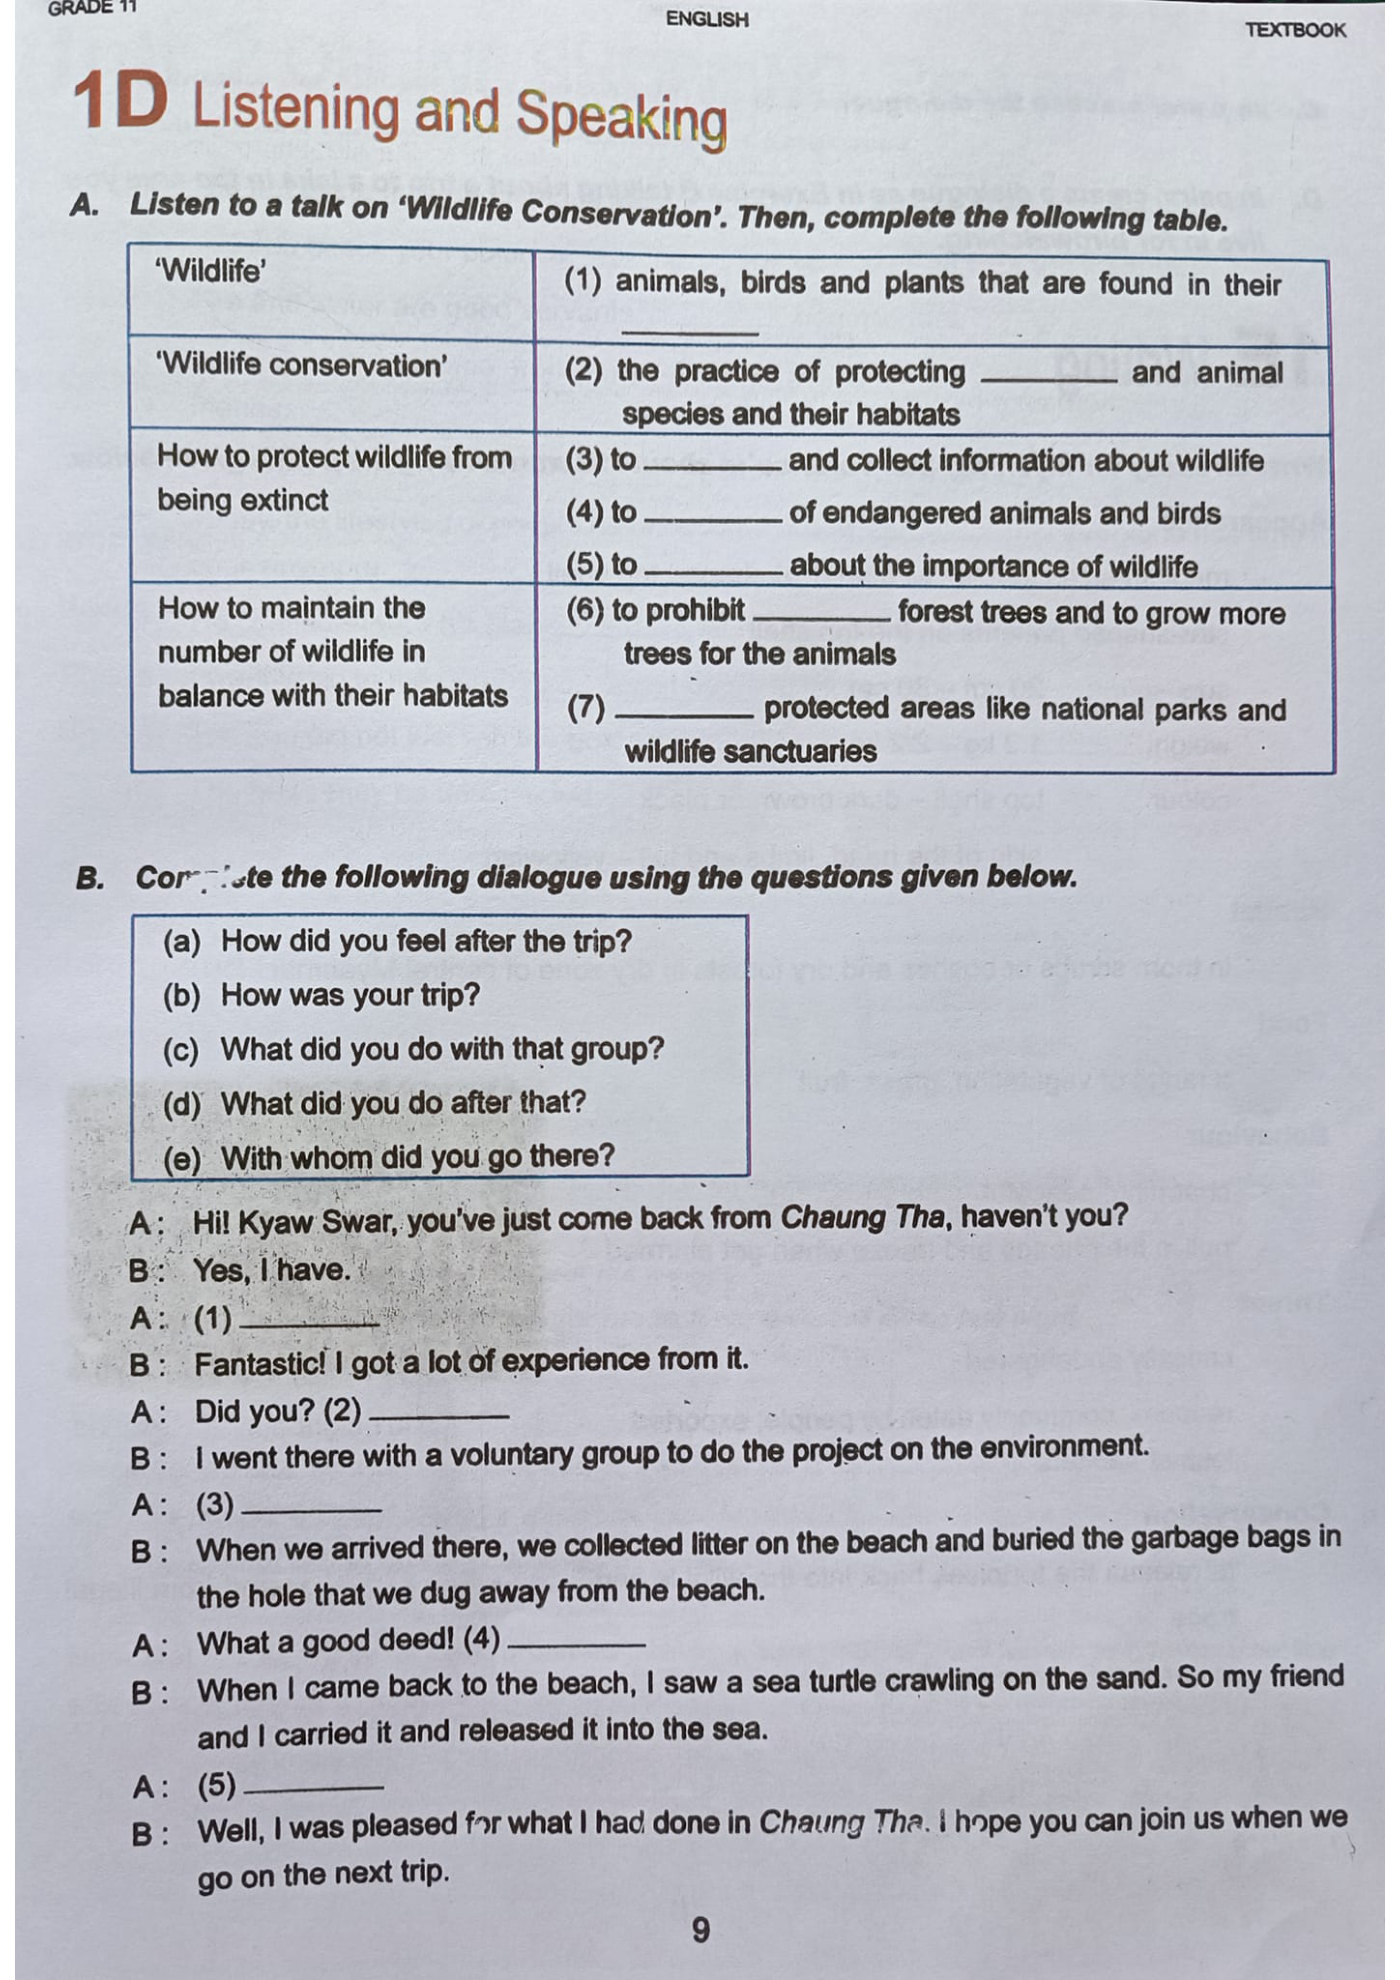 GRADE 11
ENGLISH
TEXTBOOK
1D Listening and Speaking
A. Listen to a talk on ‘Wildlife Conservation’. Then, complete the following table.
‘Wildlife’
(1) animals, birds and plants that are found in their
__________
‘Wildlife conservation’
(2) the practice of protecting __________ and animal
species and their habitats
How to protect wildlife from
being extinct
(3) to __________ and collect information about wildlife
(4) to __________ of endangered animals and birds
(5) to __________ about the importance of wildlife
How to maintain the
number of wildlife in
balance with their habitats
(6) to prohibit __________ forest trees and to grow more
trees for the animals
(7) __________ protected areas like national parks and
wildlife sanctuaries
B. Complete the following dialogue using the questions given below.
(a) How did you feel after the trip?
(b) How was your trip?
(c) What did you do with that group?
(d) What did you do after that?
(e) With whom did you go there?
A : Hi! Kyaw Swar, you've just come back from Chaung Tha, haven't you?
B : Yes, I have.
A : (1) __________
B : Fantastic! I got a lot of experience from it.
A : Did you? (2) __________
B : I went there with a voluntary group to do the project on the environment.
A : (3) __________
B : When we arrived there, we collected litter on the beach and buried the garbage bags in
the hole that we dug away from the beach.
A : What a good deed! (4) __________
B : When I came back to the beach, I saw a sea turtle crawling on the sand. So my friend
and I carried it and released it into the sea.
A : (5) __________
B : Well, I was pleased for what I had done in Chaung Tha. I hope you can join us when we
go on the next trip.
9